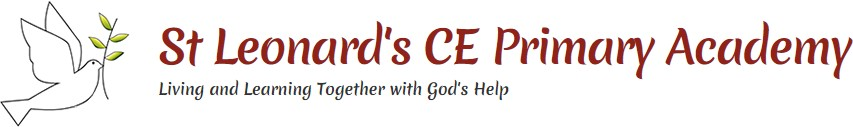 St Leonard's CE Primary Academy
Living and Learning Together with God's Help